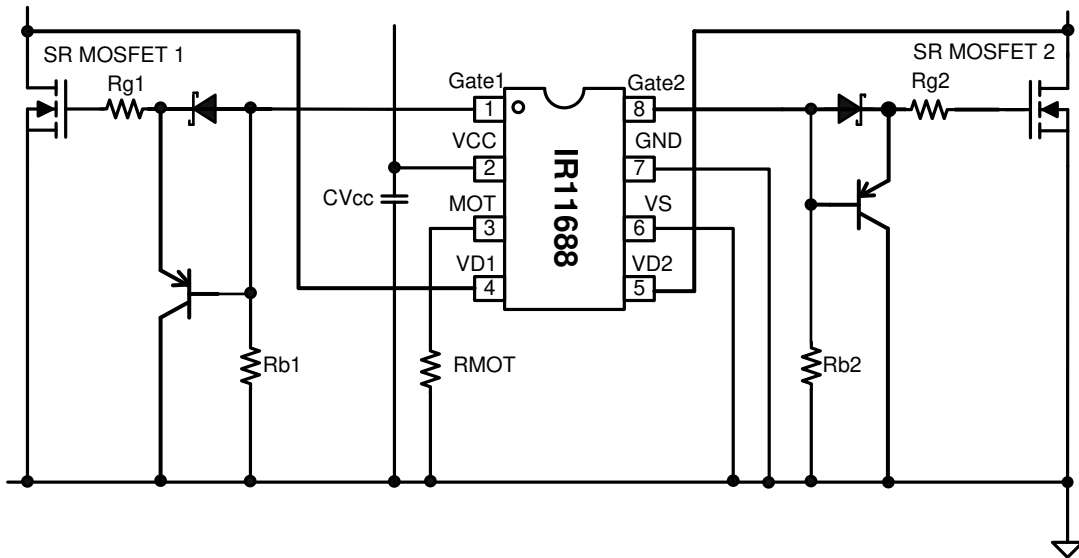 SR MOSFET 1
Rg1
Gate1
1
VCC
2
CVcc
MOT
3
VD1
4
Rb1
RMOT
IR11688
Gate2
8
GND
7
VS
6
VD2
5
SR MOSFET 2
Rg2
Rb2